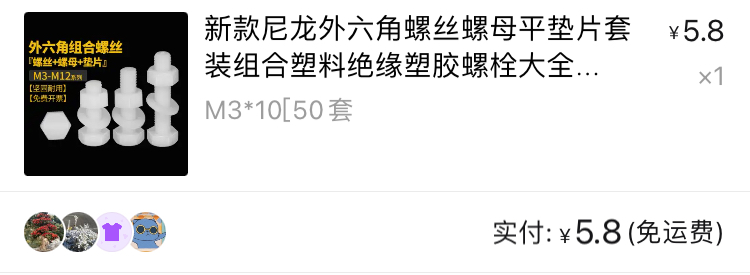 外六角组合螺丝
『螺丝+螺母+垫片』
M3-M12系列
【坚固耐用】
【免费开票】
新款尼龙外六角螺丝螺母平垫片套
装组合塑料绝缘塑胶螺栓大全...
¥5.8
×1
M3*10[50套
实付: ¥5.8(免运费)